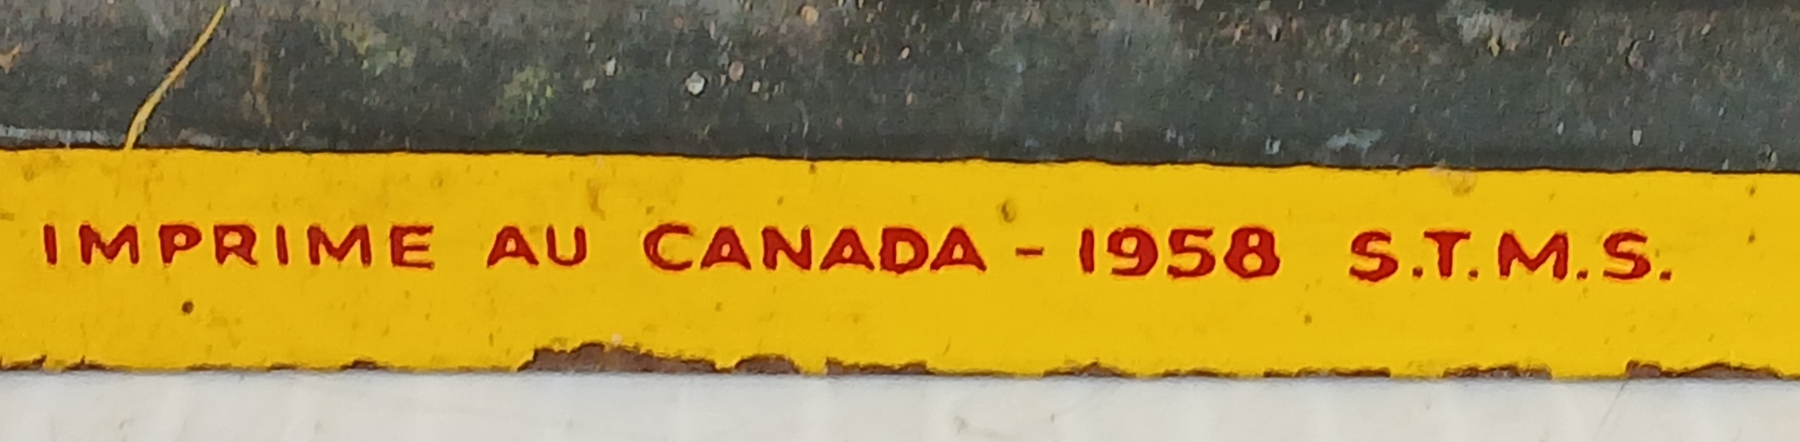 IMPRIME AU CANADA - 1958 S.T.M.S.